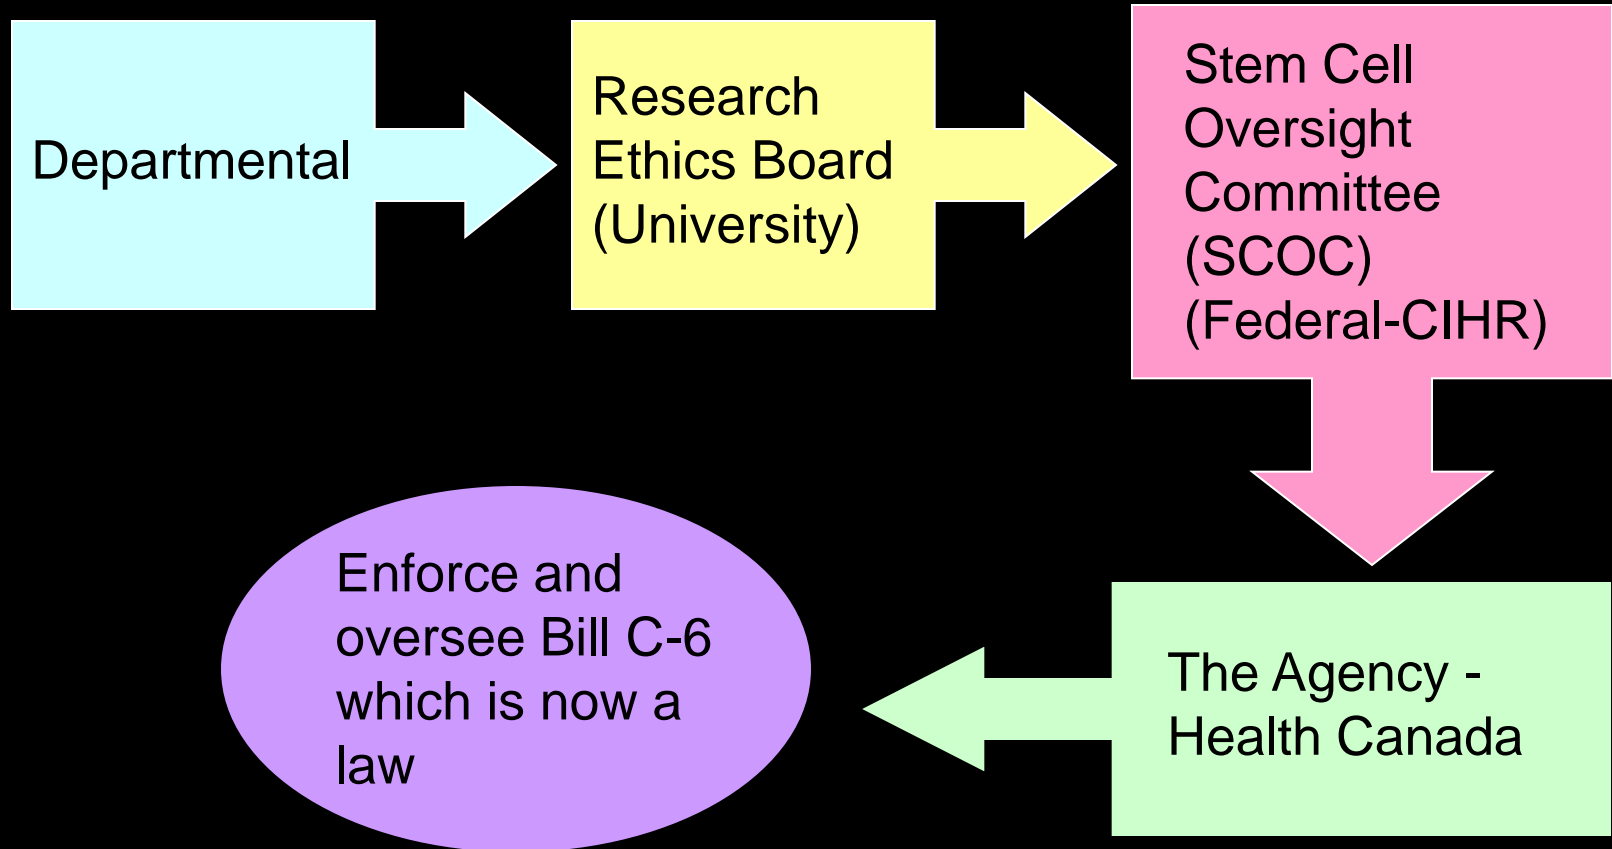 Departmental
Research
Ethics Board
(University)
Stem Cell
Oversight
Committee
(SCOC)
(Federal-CIHR)
Enforce and
oversee Bill C-6
which is now a
law
The Agency -
Health Canada